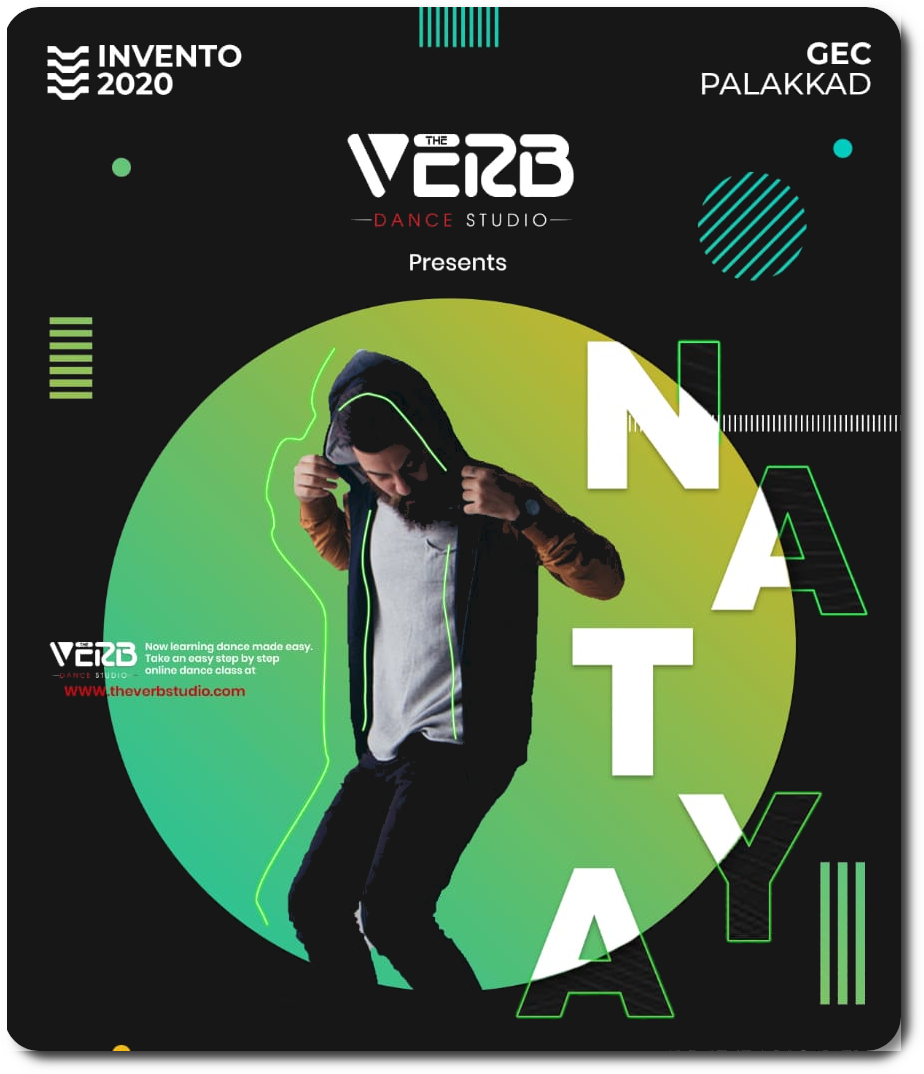 INVENTO
2020
GEC
PALAKKAD
THE
VERB
DANCE STUDIO
Presents
N
A
T
Y
A
THE
VERB
DANCE STUDIO
Now learning dance made easy.
Take an easy step by step
online dance class at
WWW.theverbstudio.com